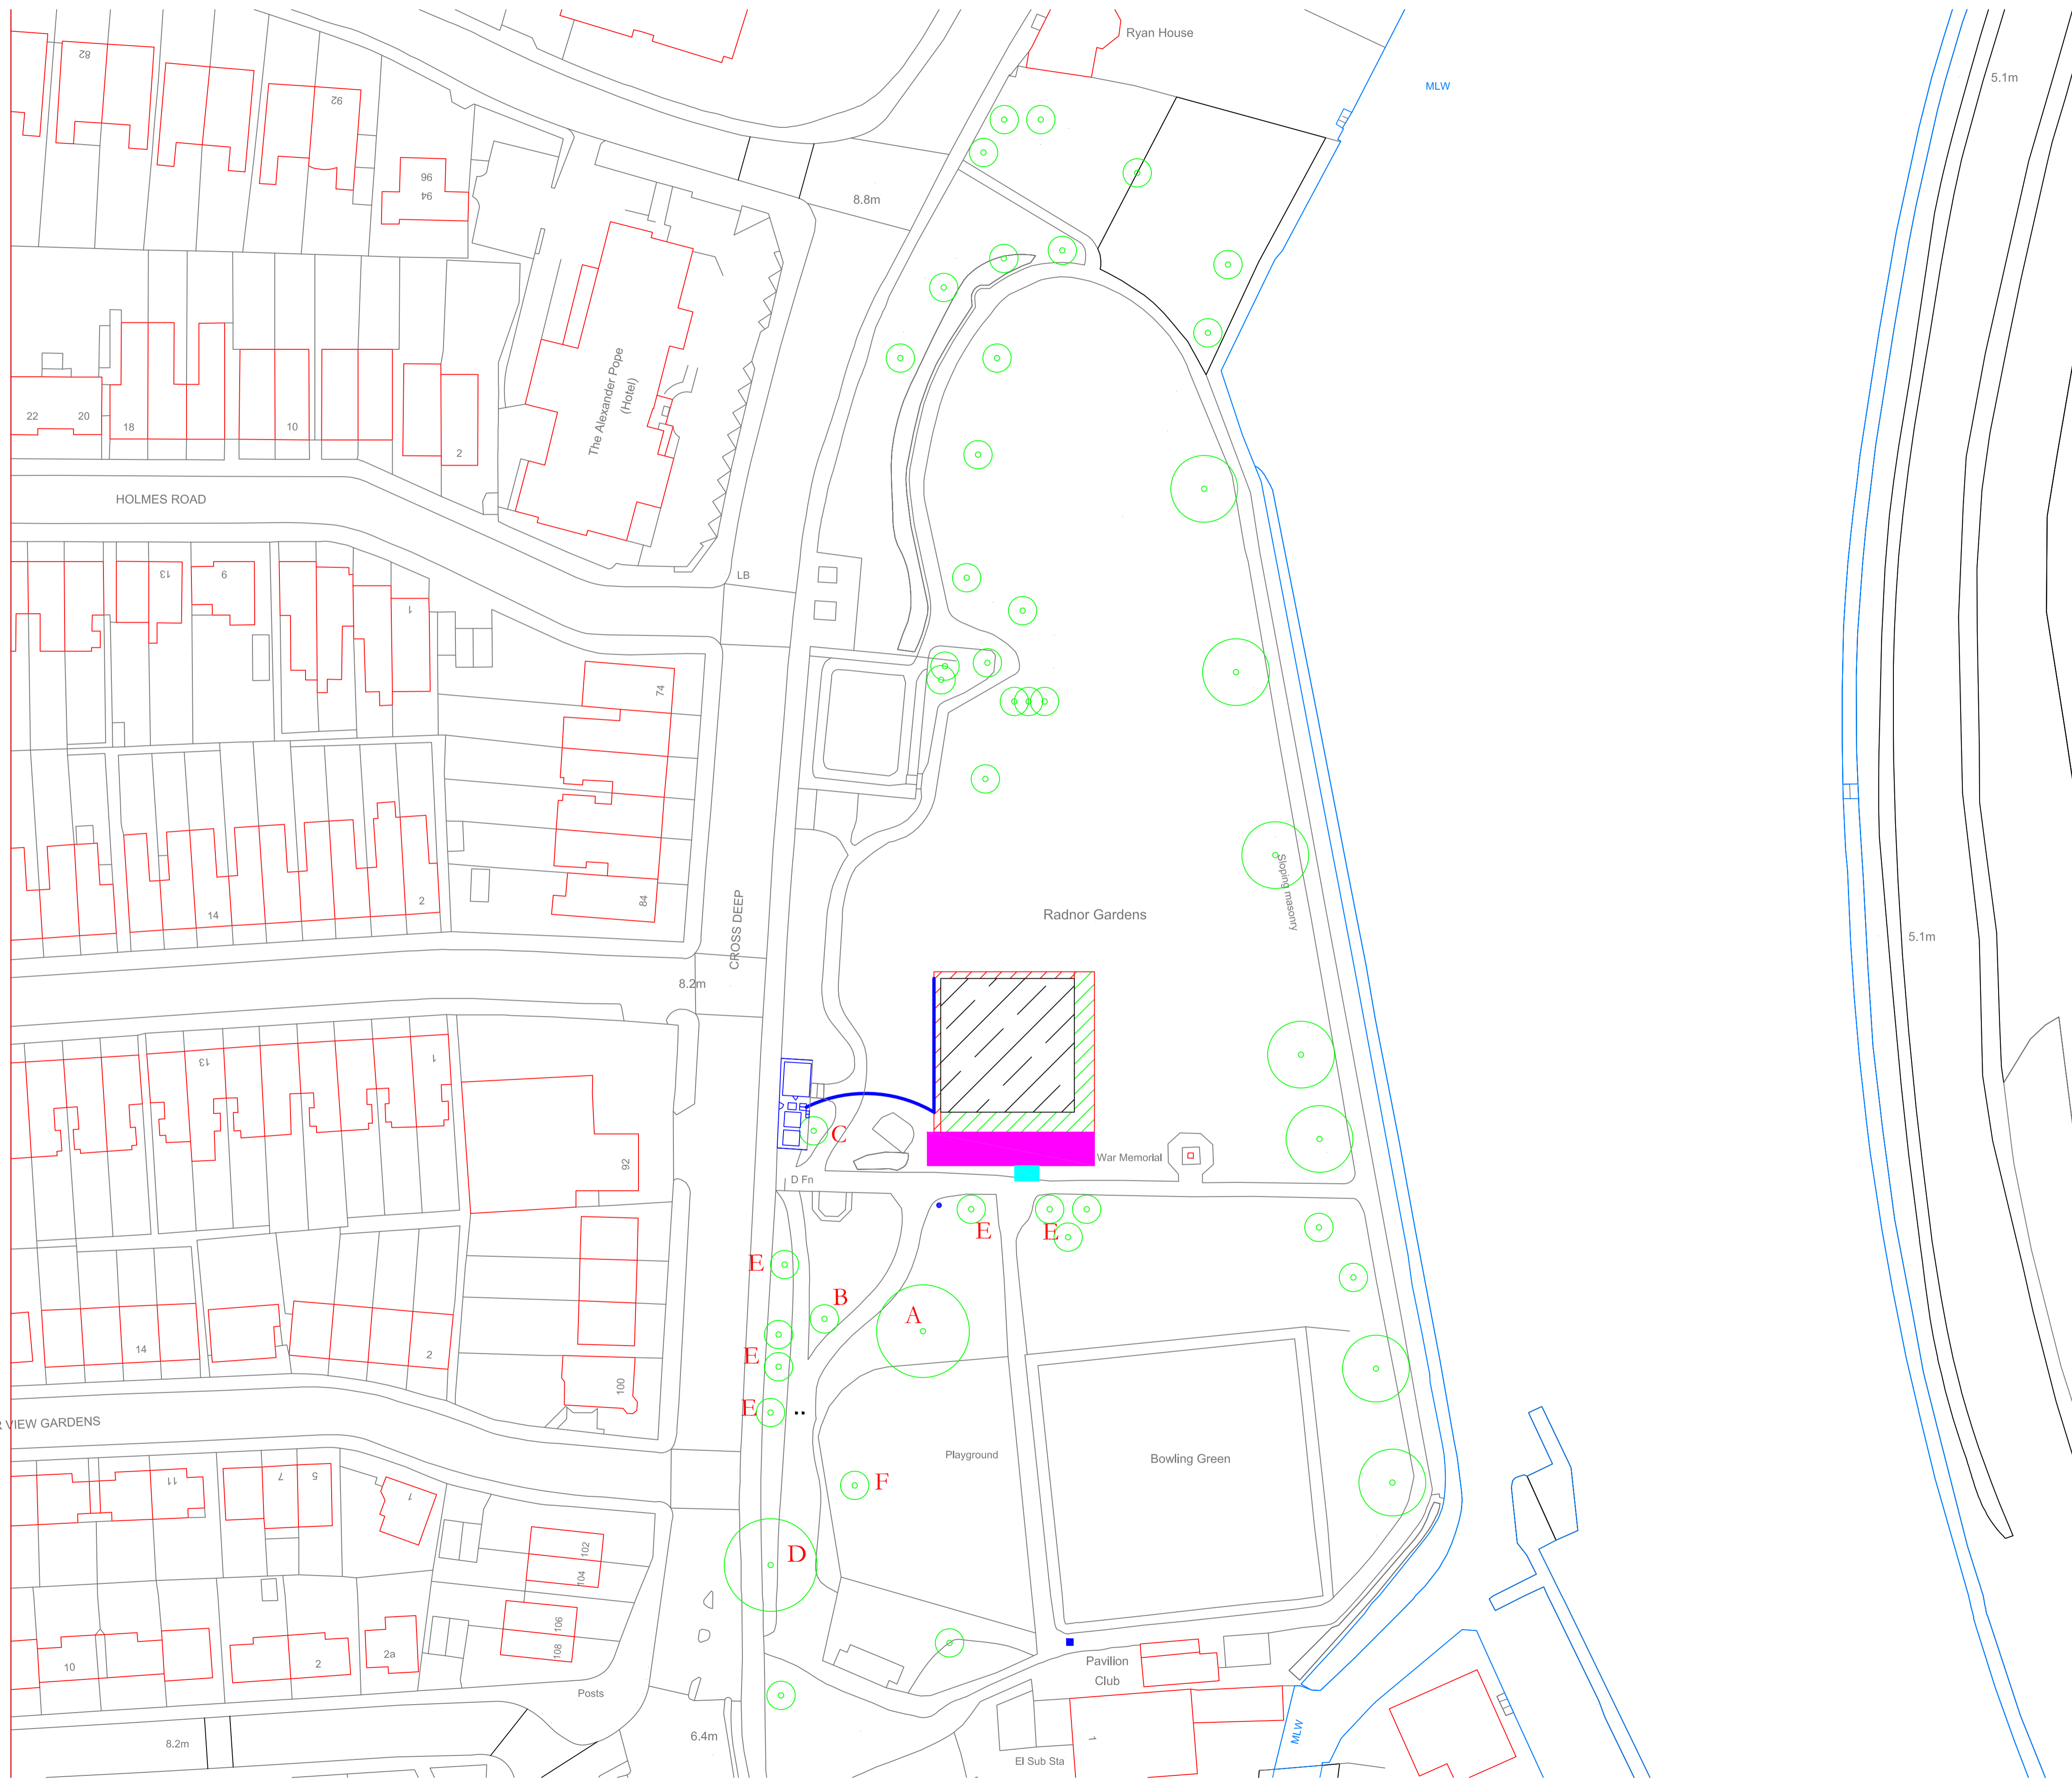 Ryan House
82
5.1m
MLW
92
96
94
8.8m
The Alexander Pope
(Hotel)
22
20
18
10
2
HOLMES ROAD
LB
13
9
1
74
CROSS DEEP
84
2
14
Radnor Gardens
Sloping masonry
5.1m
8.2m
13
1
92
C
War Memorial
D Fn
E
E
E
B
A
14
2
E
100
E
R VIEW GARDENS
Playground
Bowling Green
F
11
7
5
1
102
104
D
106
108
10
2
2a
Pavilion
Club
Posts
6.4m
8.2m
El Sub Sta
1
MLW